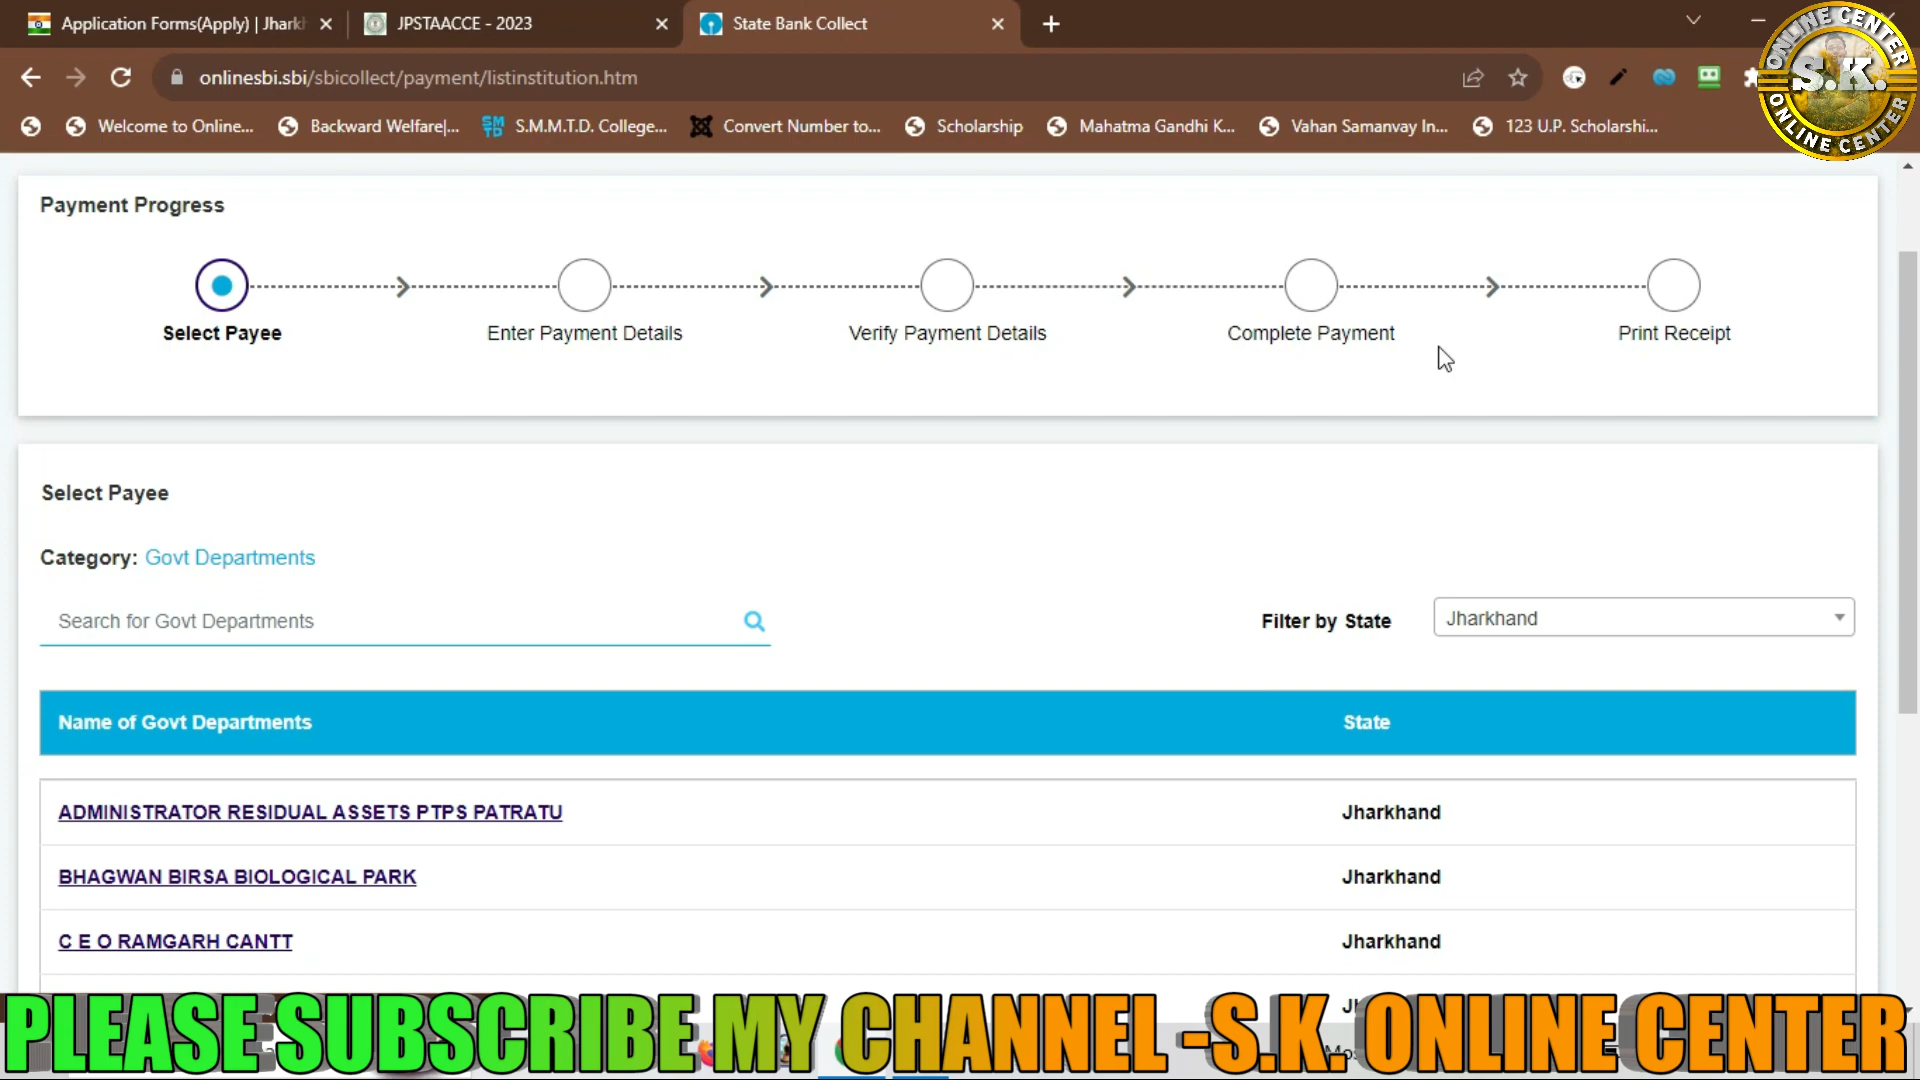 Application Forms(Apply) | Jhark
JPSTAACCE - 2023
State Bank Collect
onlinesbi.sbi/sbicollect/payment/listinstitution.htm
Welcome to Online...
Backward Welfare|...
S.M.M.T.D. College...
Convert Number to...
Scholarship
Mahatma Gandhi K...
Vahan Samanvay In...
123 U.P. Scholarshi...
ONLINE CENTER
S.K.
ONLINE CENTER
Payment Progress
Select Payee
Enter Payment Details
Verify Payment Details
Complete Payment
Print Receipt
Select Payee
Category: Govt Departments
Search for Govt Departments
Filter by State
Jharkhand
Name of Govt Departments
State
ADMINISTRATOR RESIDUAL ASSETS PTPS PATRATU
Jharkhand
BHAGWAN BIRSA BIOLOGICAL PARK
Jharkhand
C E O RAMGARH CANTT
Jharkhand
PLEASE SUBSCRIBE MY CHANNEL -S.K. ONLINE CENTER